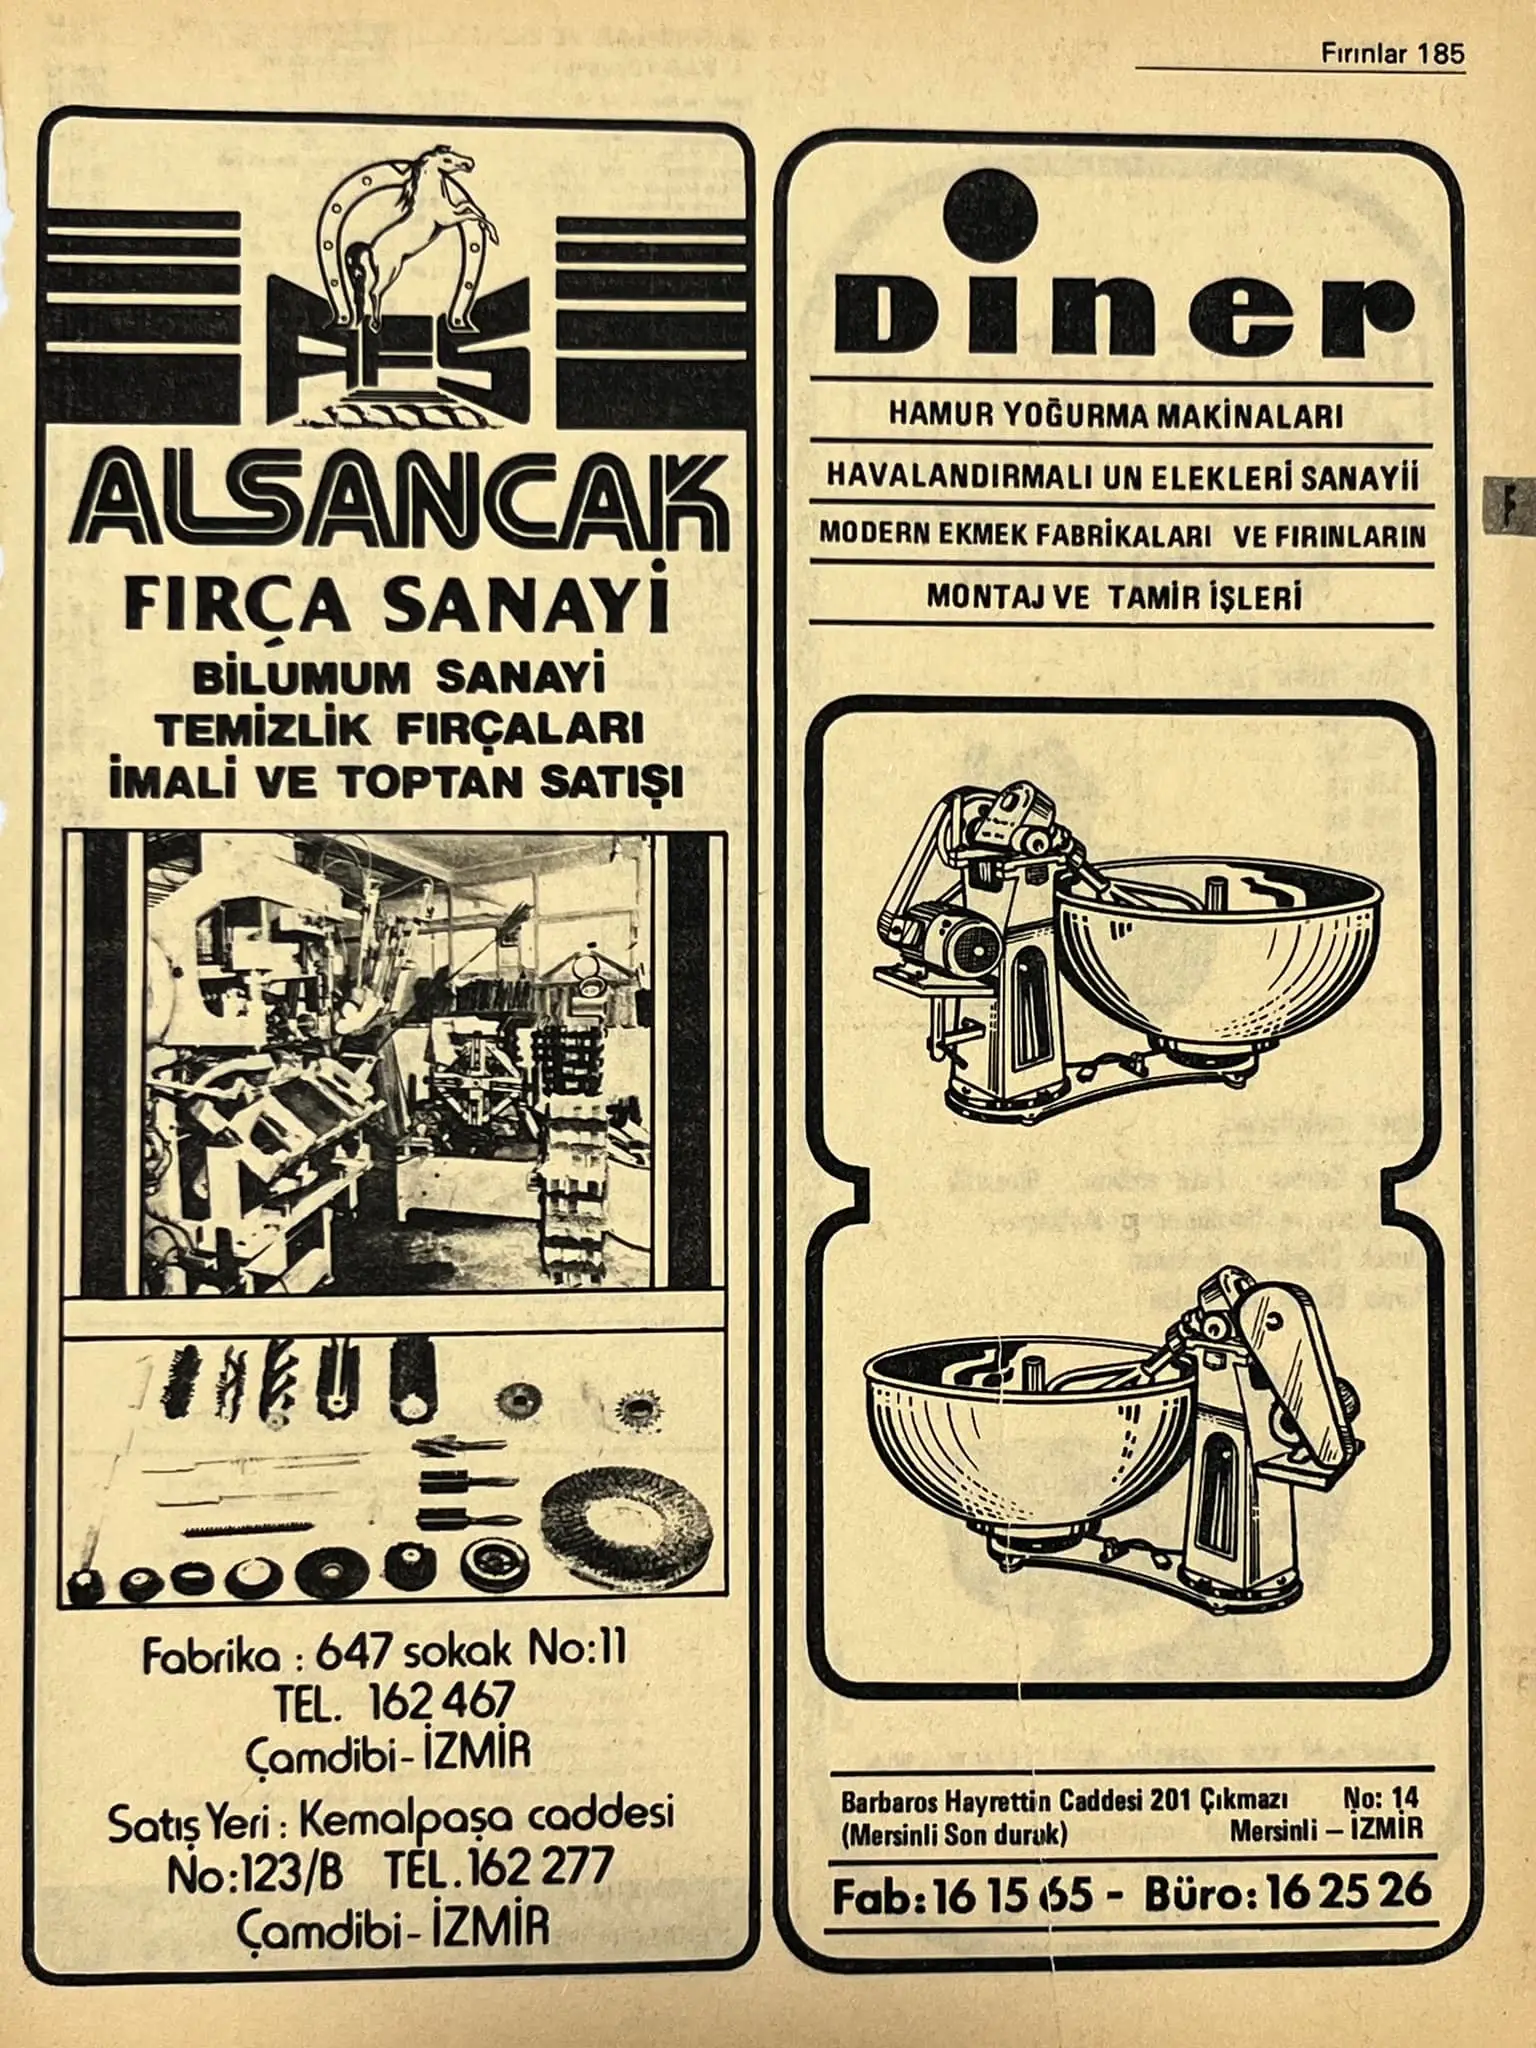 Fırınlar 185
AFS
ALSANCAK
FIRÇA SANAYİ
BİLUMUM SANAYİ
TEMİZLİK FIRÇALARI
İMALİ VE TOPTAN SATIŞI
Fabrika : 647 sokak No:11
TEL. 162 467
Çamdibi - İZMİR
Satış Yeri : Kemalpaşa caddesi
No:123/B TEL. 162 277
Çamdibi - İZMİR
Diner
HAMUR YOĞURMA MAKİNALARI
HAVALANDIRMALI UN ELEKLERİ SANAYİİ
MODERN EKMEK FABRİKALARI VE FIRINLARIN
MONTAJ VE TAMİR İŞLERİ
Barbaros Hayrettin Caddesi 201 Çıkmazı No: 14
(Mersinli Son durak) Mersinli – İZMİR
Fab: 16 15 65 - Büro: 16 25 26
F